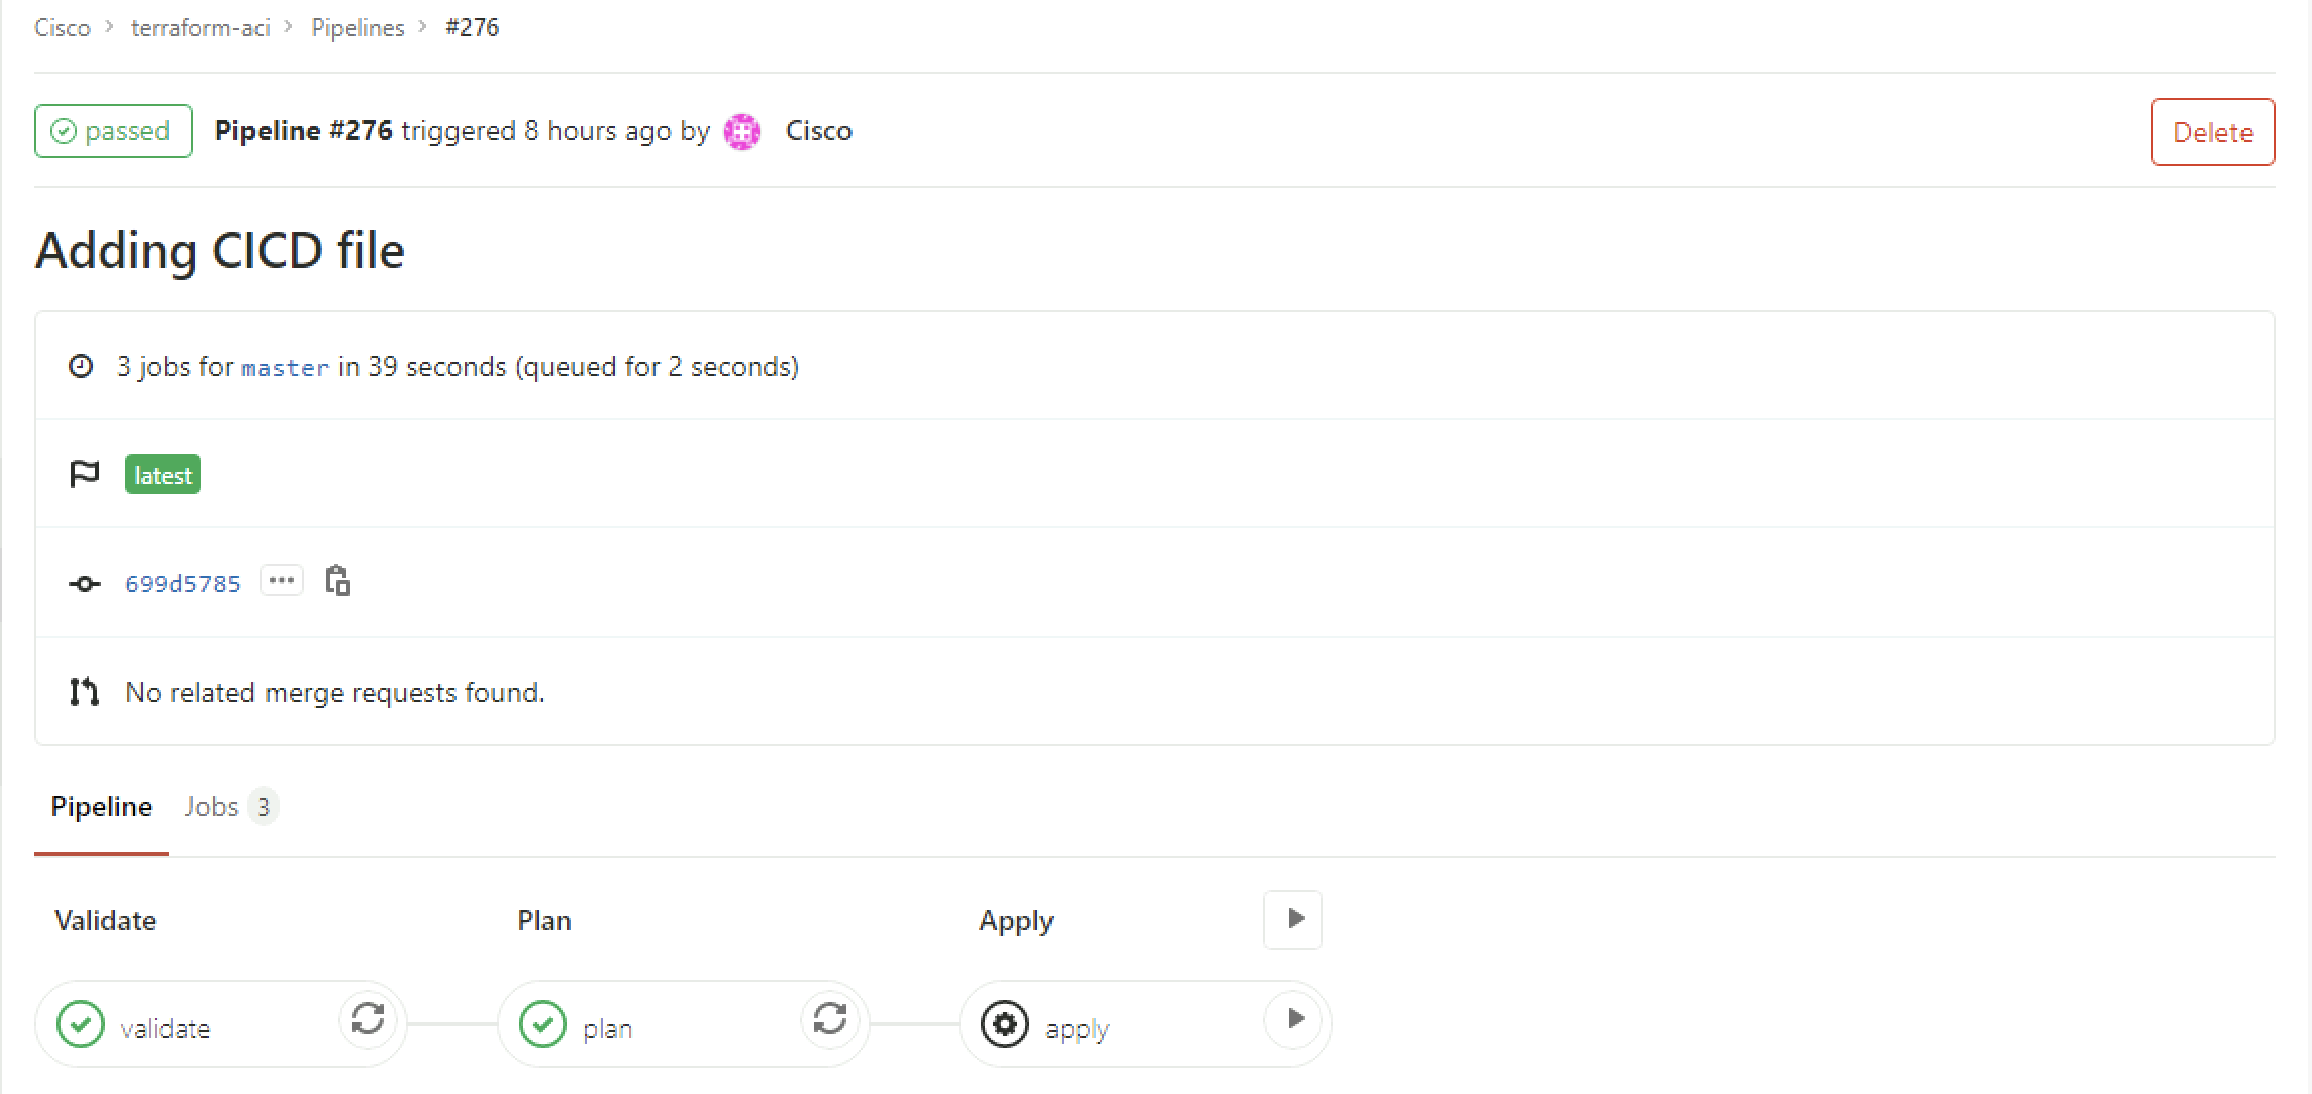 Cisco > terraform-aci > Pipelines > #276
passed Pipeline #276 triggered 8 hours ago by Cisco Delete
Adding CICD file
3 jobs for master in 39 seconds (queued for 2 seconds)
latest
699d5785 ...
No related merge requests found.
Pipeline Jobs 3
Validate Plan Apply
validate plan apply